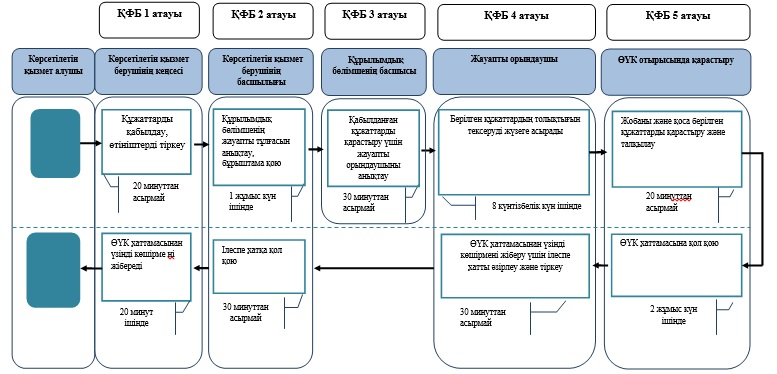 ҚФБ 1 атауы
ҚФБ 2 атауы
ҚФБ 3 атауы
ҚФБ 4 атауы
ҚФБ 5 атауы
Көрсетілетін
қызмет алушы
Көрсетілетін қызмет
берушінің кеңсесі
Көрсетілетін қызмет
берушінің
басшылығы
Құрылымдық
бөлімшенің басшысы
Жауапты орындаушы
ӨҮК отырысында қарастыру
Құжаттарды
қабылдау,
өтініштерді тіркеу
20 минуттан
асырмай
Құрылымдық
бөлімшенің
жауапты тұлғасын
анықтау,
бұрыштама қою
1 жұмыс күн
ішінде
Қабылданған
құжаттарды
қарастыру үшін
жауапты
орындаушыны
анықтау
30 минуттан
асырмай
Берілген құжаттардың толықтығын
тексеруді жүзеге асырады
8 күнтізбелік күн ішінде
Жобаны және қоса берілген
құжаттарды қарастыру және
талқылау
20 минуттан
асырмай
ӨҮК хаттамасынан
үзінді көшірме ні
жібереді
20 минут
ішінде
Ілеспе хатқа қол
қою
30 минуттан
асырмай
ӨҮК хаттамасынан үзінді
көшірмені жіберу үшін ілеспе
хатты әзірлеу және тіркеу
30 минуттан
асырмай
ӨҮК хаттамасына қол қою
2 жұмыс күн
ішінде